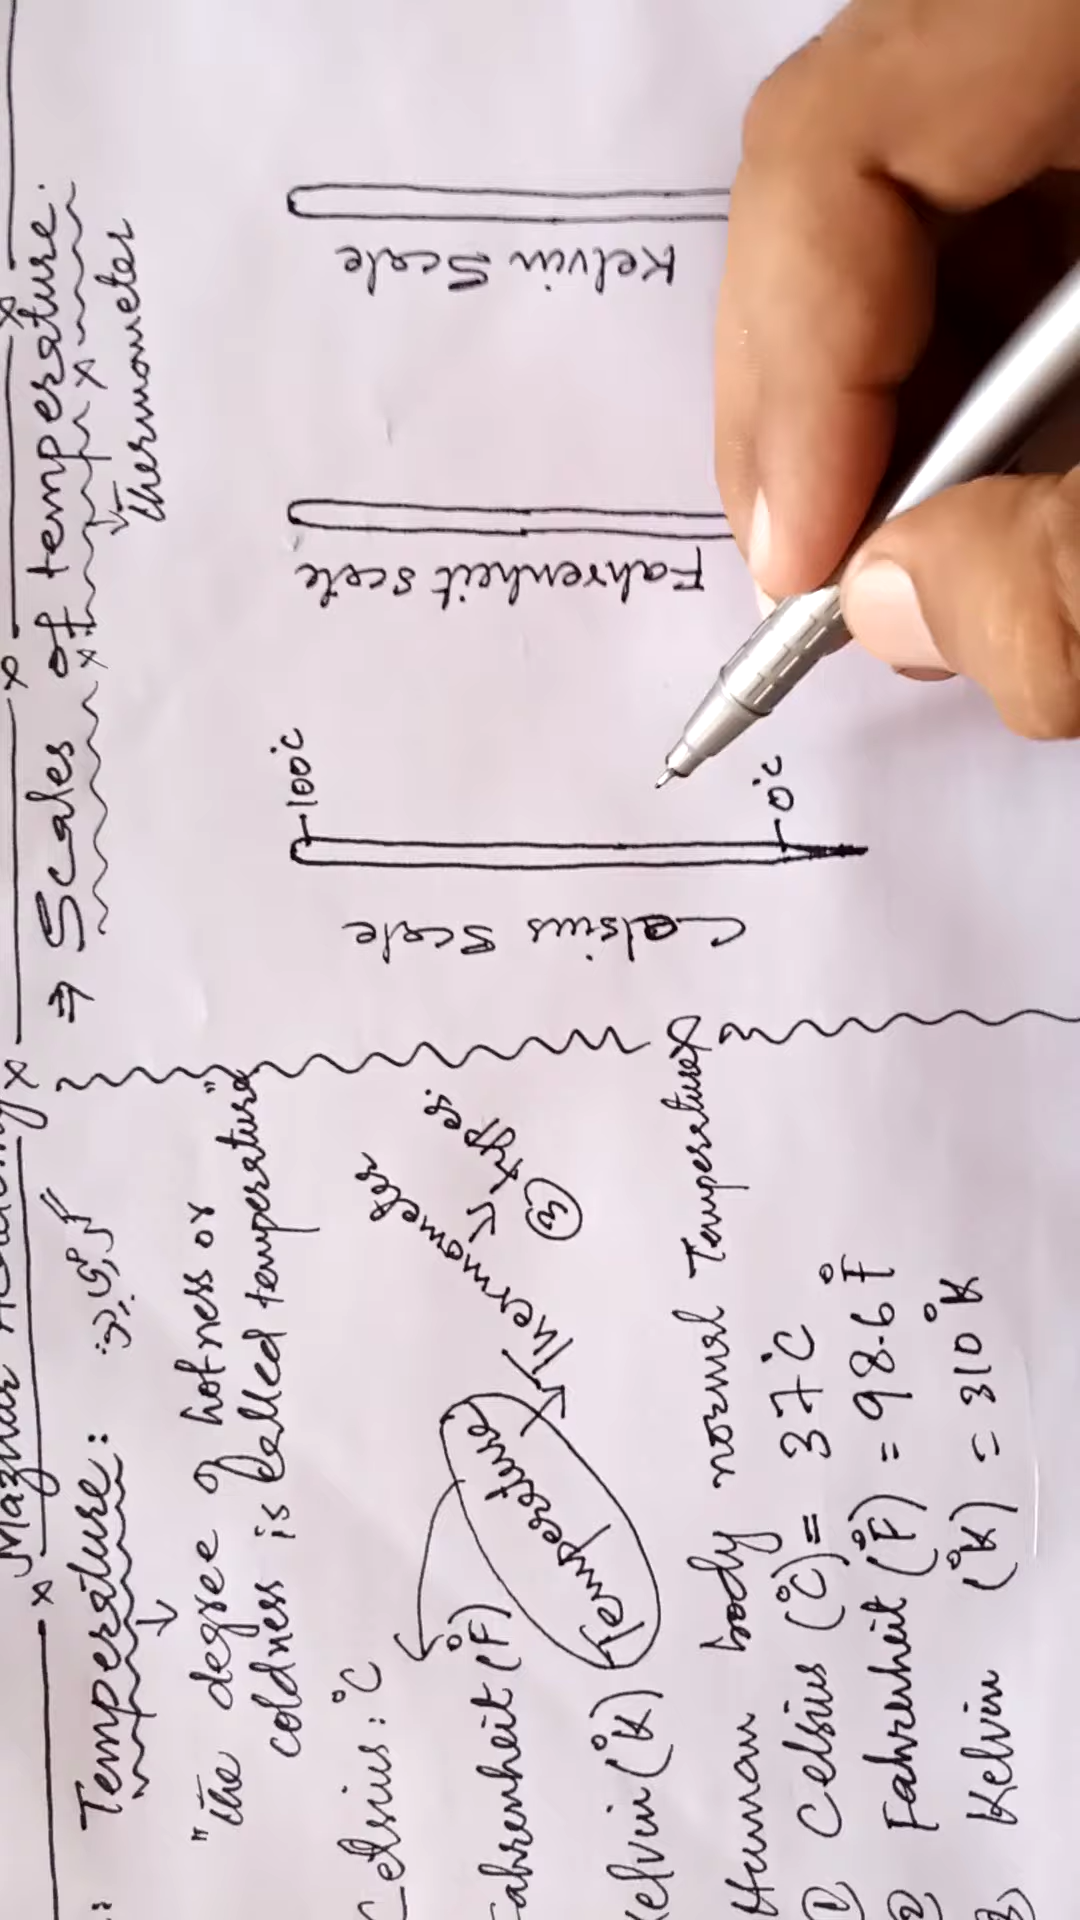 Mazhar
: Temperature:
"The degree of hotness or
coldness is called temperature"
Celsius: °C
Fahrenheit (°F)
Kelvin (°K)
Temperature
Thermometer
③ types.
Human body normal Temperature
① Celsius (°C) = 37°C
② Fahrenheit (°F) = 98.6°F
③ Kelvin (°K) = 310°K
⇒ Scales of temperature:
Thermometer
Celsius Scale
100°C
0°C
Fahrenheit Scale
Kelvin Scale